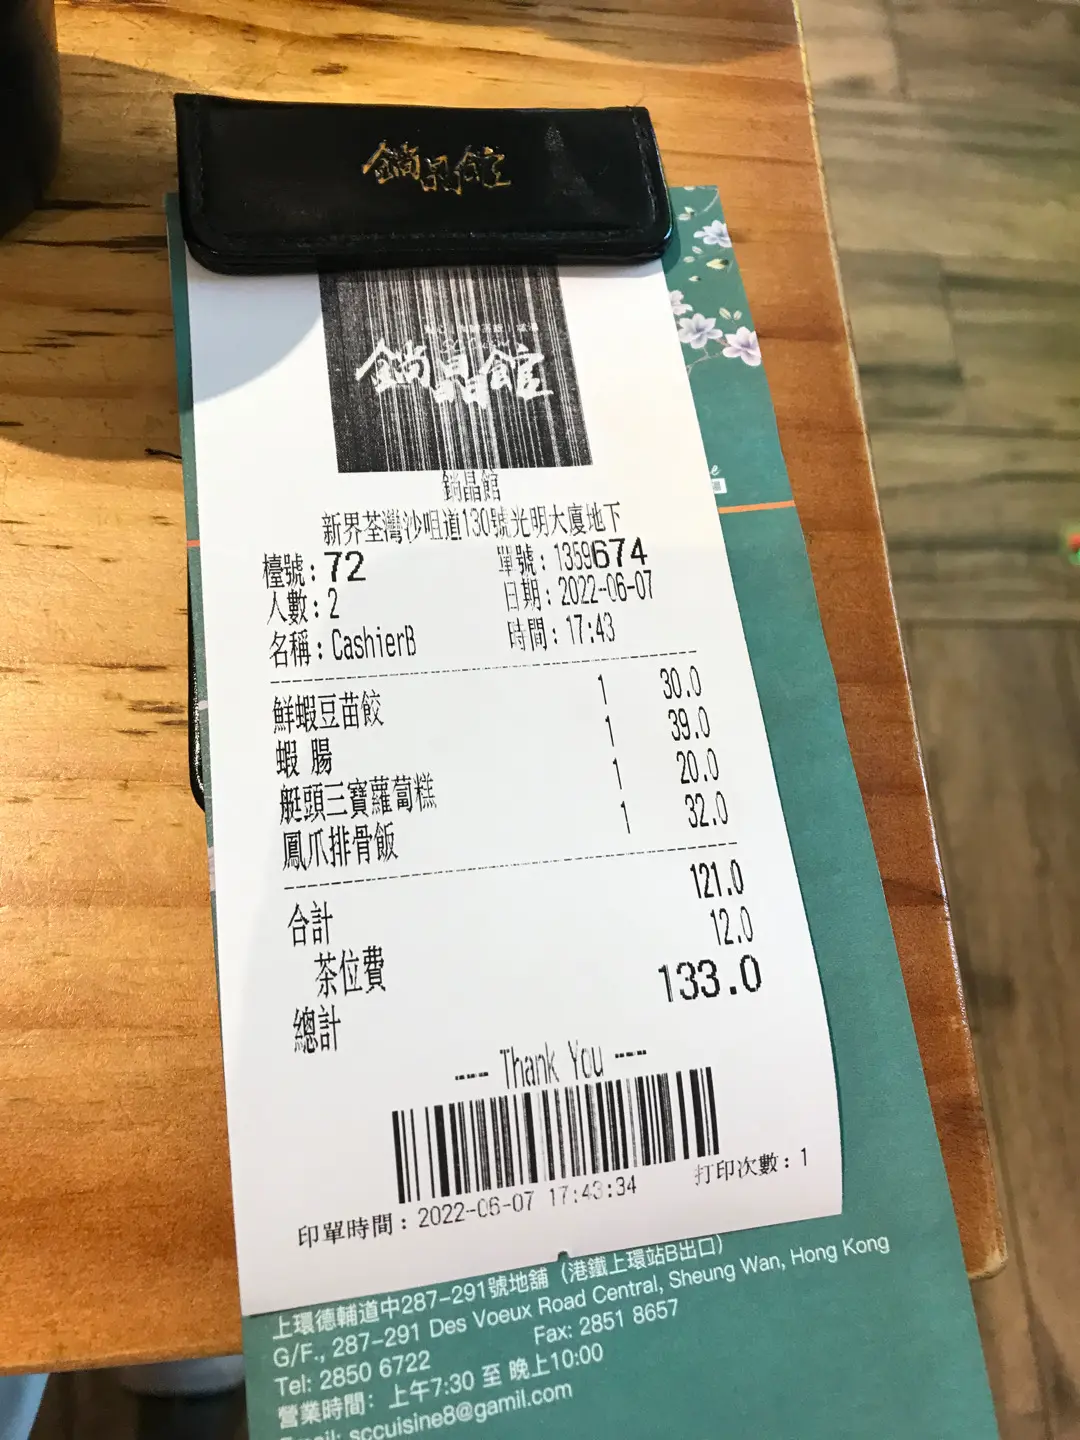 鎬晶館
鎬晶館
鎬晶館
新界荃灣沙咀道130號光明大廈地下
檯號:72 單號:1359674
人數:2 日期:2022-06-07
名稱:CashierB 時間:17:43
鮮蝦豆苗餃 1 30.0
蝦 腸 1 39.0
艇頭三寶蘿蔔糕 1 20.0
鳳爪排骨飯 1 32.0
合計 121.0
茶位費 12.0
總計 133.0
--- Thank You ---
印單時間:2022-06-07 17:43:34 打印次數:1
上環德輔道中287-291號地舖(港鐵上環站B出口)
G/F., 287-291 Des Voeux Road Central, Sheung Wan, Hong Kong
Tel: 2850 6722 Fax: 2851 8657
營業時間: 上午7:30 至 晚上10:00
Email: sccuisine8@gamil.com